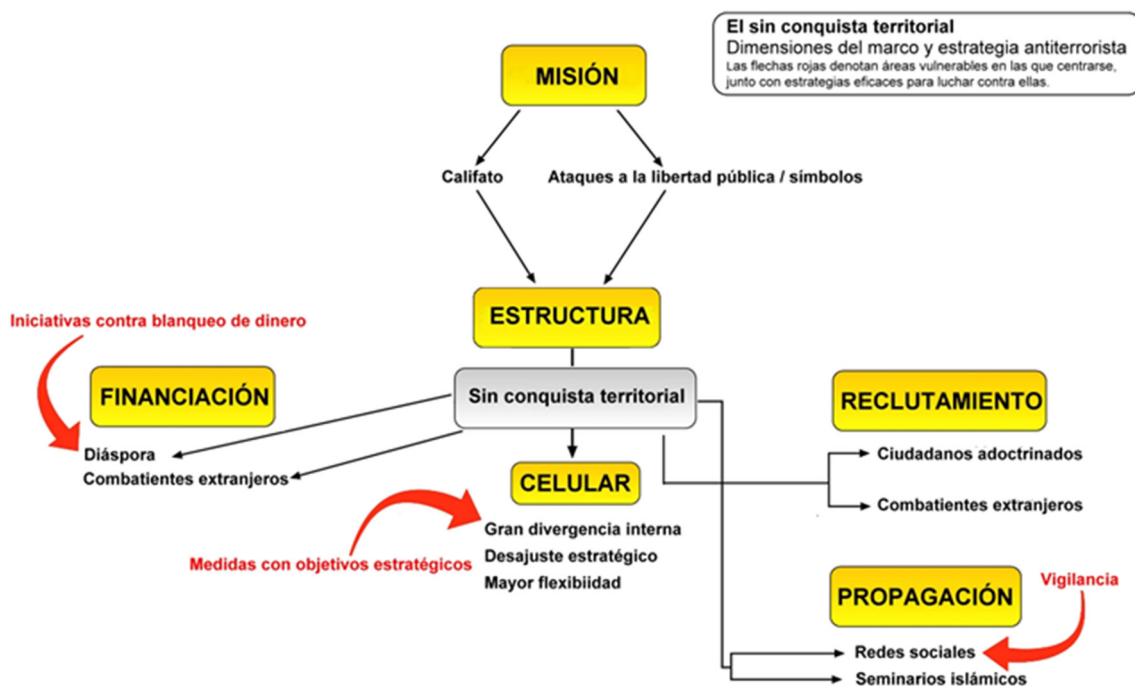 El sin conquista territorial
Dimensiones del marco y estrategia antiterrorista
Las flechas rojas denotan áreas vulnerables en las que centrarse,
junto con estrategias eficaces para luchar contra ellas.
MISIÓN
Califato
Ataques a la libertad pública / símbolos
ESTRUCTURA
Iniciativas contra blanqueo de dinero
FINANCIACIÓN
Sin conquista territorial
RECLUTAMIENTO
Diáspora
Combatientes extranjeros
Ciudadanos adoctrinados
Combatientes extranjeros
CELULAR
Gran divergencia interna
Desajuste estratégico
Mayor flexibiidad
Medidas con objetivos estratégicos
Vigilancia
PROPAGACIÓN
Redes sociales
Seminarios islámicos